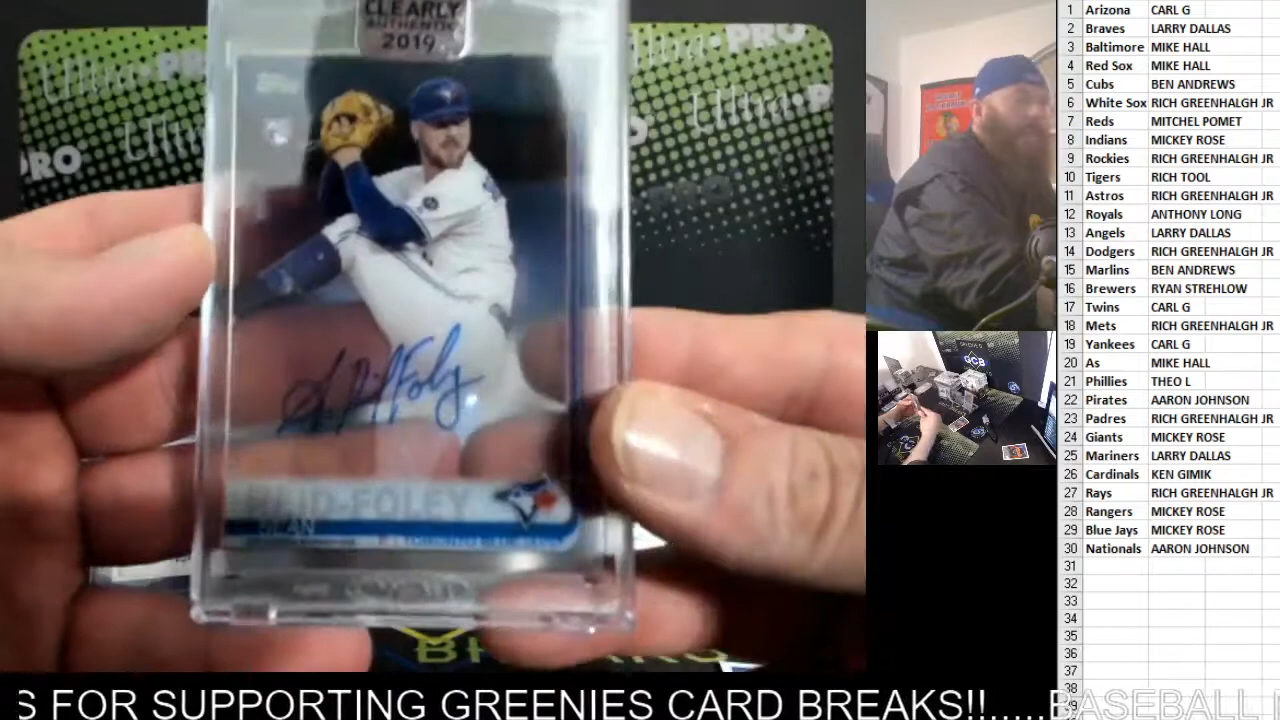 CLEARLY
AUTHENTIC
2019
Ultra·PRO
PRO
REID-FOLEY
SEAN
GCB
1 Arizona CARL G
2 Braves LARRY DALLAS
3 Baltimore MIKE HALL
4 Red Sox MIKE HALL
5 Cubs BEN ANDREWS
6 White Sox RICH GREENHALGH JR
7 Reds MITCHEL POMET
8 Indians MICKEY ROSE
9 Rockies RICH GREENHALGH JR
10 Tigers RICH TOOL
11 Astros RICH GREENHALGH JR
12 Royals ANTHONY LONG
13 Angels LARRY DALLAS
14 Dodgers RICH GREENHALGH JR
15 Marlins BEN ANDREWS
16 Brewers RYAN STREHLOW
17 Twins CARL G
18 Mets RICH GREENHALGH JR
19 Yankees CARL G
20 As MIKE HALL
21 Phillies THEO L
22 Pirates AARON JOHNSON
23 Padres RICH GREENHALGH JR
24 Giants MICKEY ROSE
25 Mariners LARRY DALLAS
26 Cardinals KEN GIMIK
27 Rays RICH GREENHALGH JR
28 Rangers MICKEY ROSE
29 Blue Jays MICKEY ROSE
30 Nationals AARON JOHNSON
31
32
33
34
35
36
37
38
S FOR SUPPORTING GREENIES CARD BREAKS!!.....BASEBALL